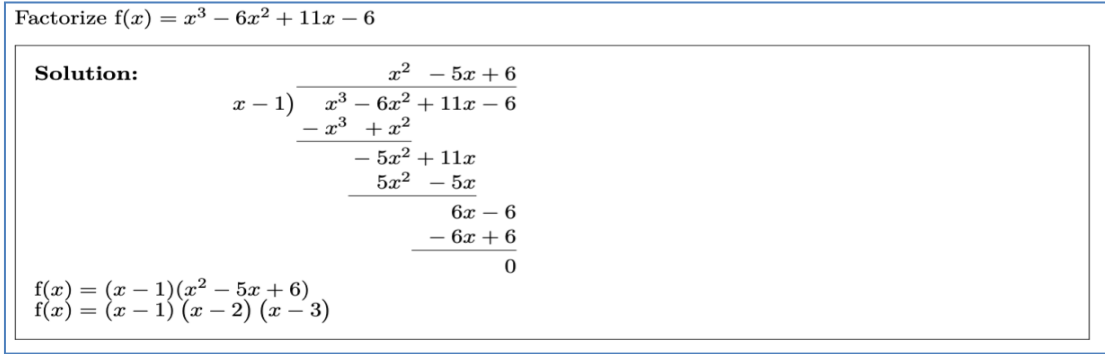 Factorize f(x) = x³ − 6x² + 11x − 6
Solution:
x² − 5x + 6
x − 1) x³ − 6x² + 11x − 6
− x³ + x²
− 5x² + 11x
5x² − 5x
6x − 6
− 6x + 6
0
f(x) = (x − 1)(x² − 5x + 6)
f(x) = (x − 1) (x − 2) (x − 3)